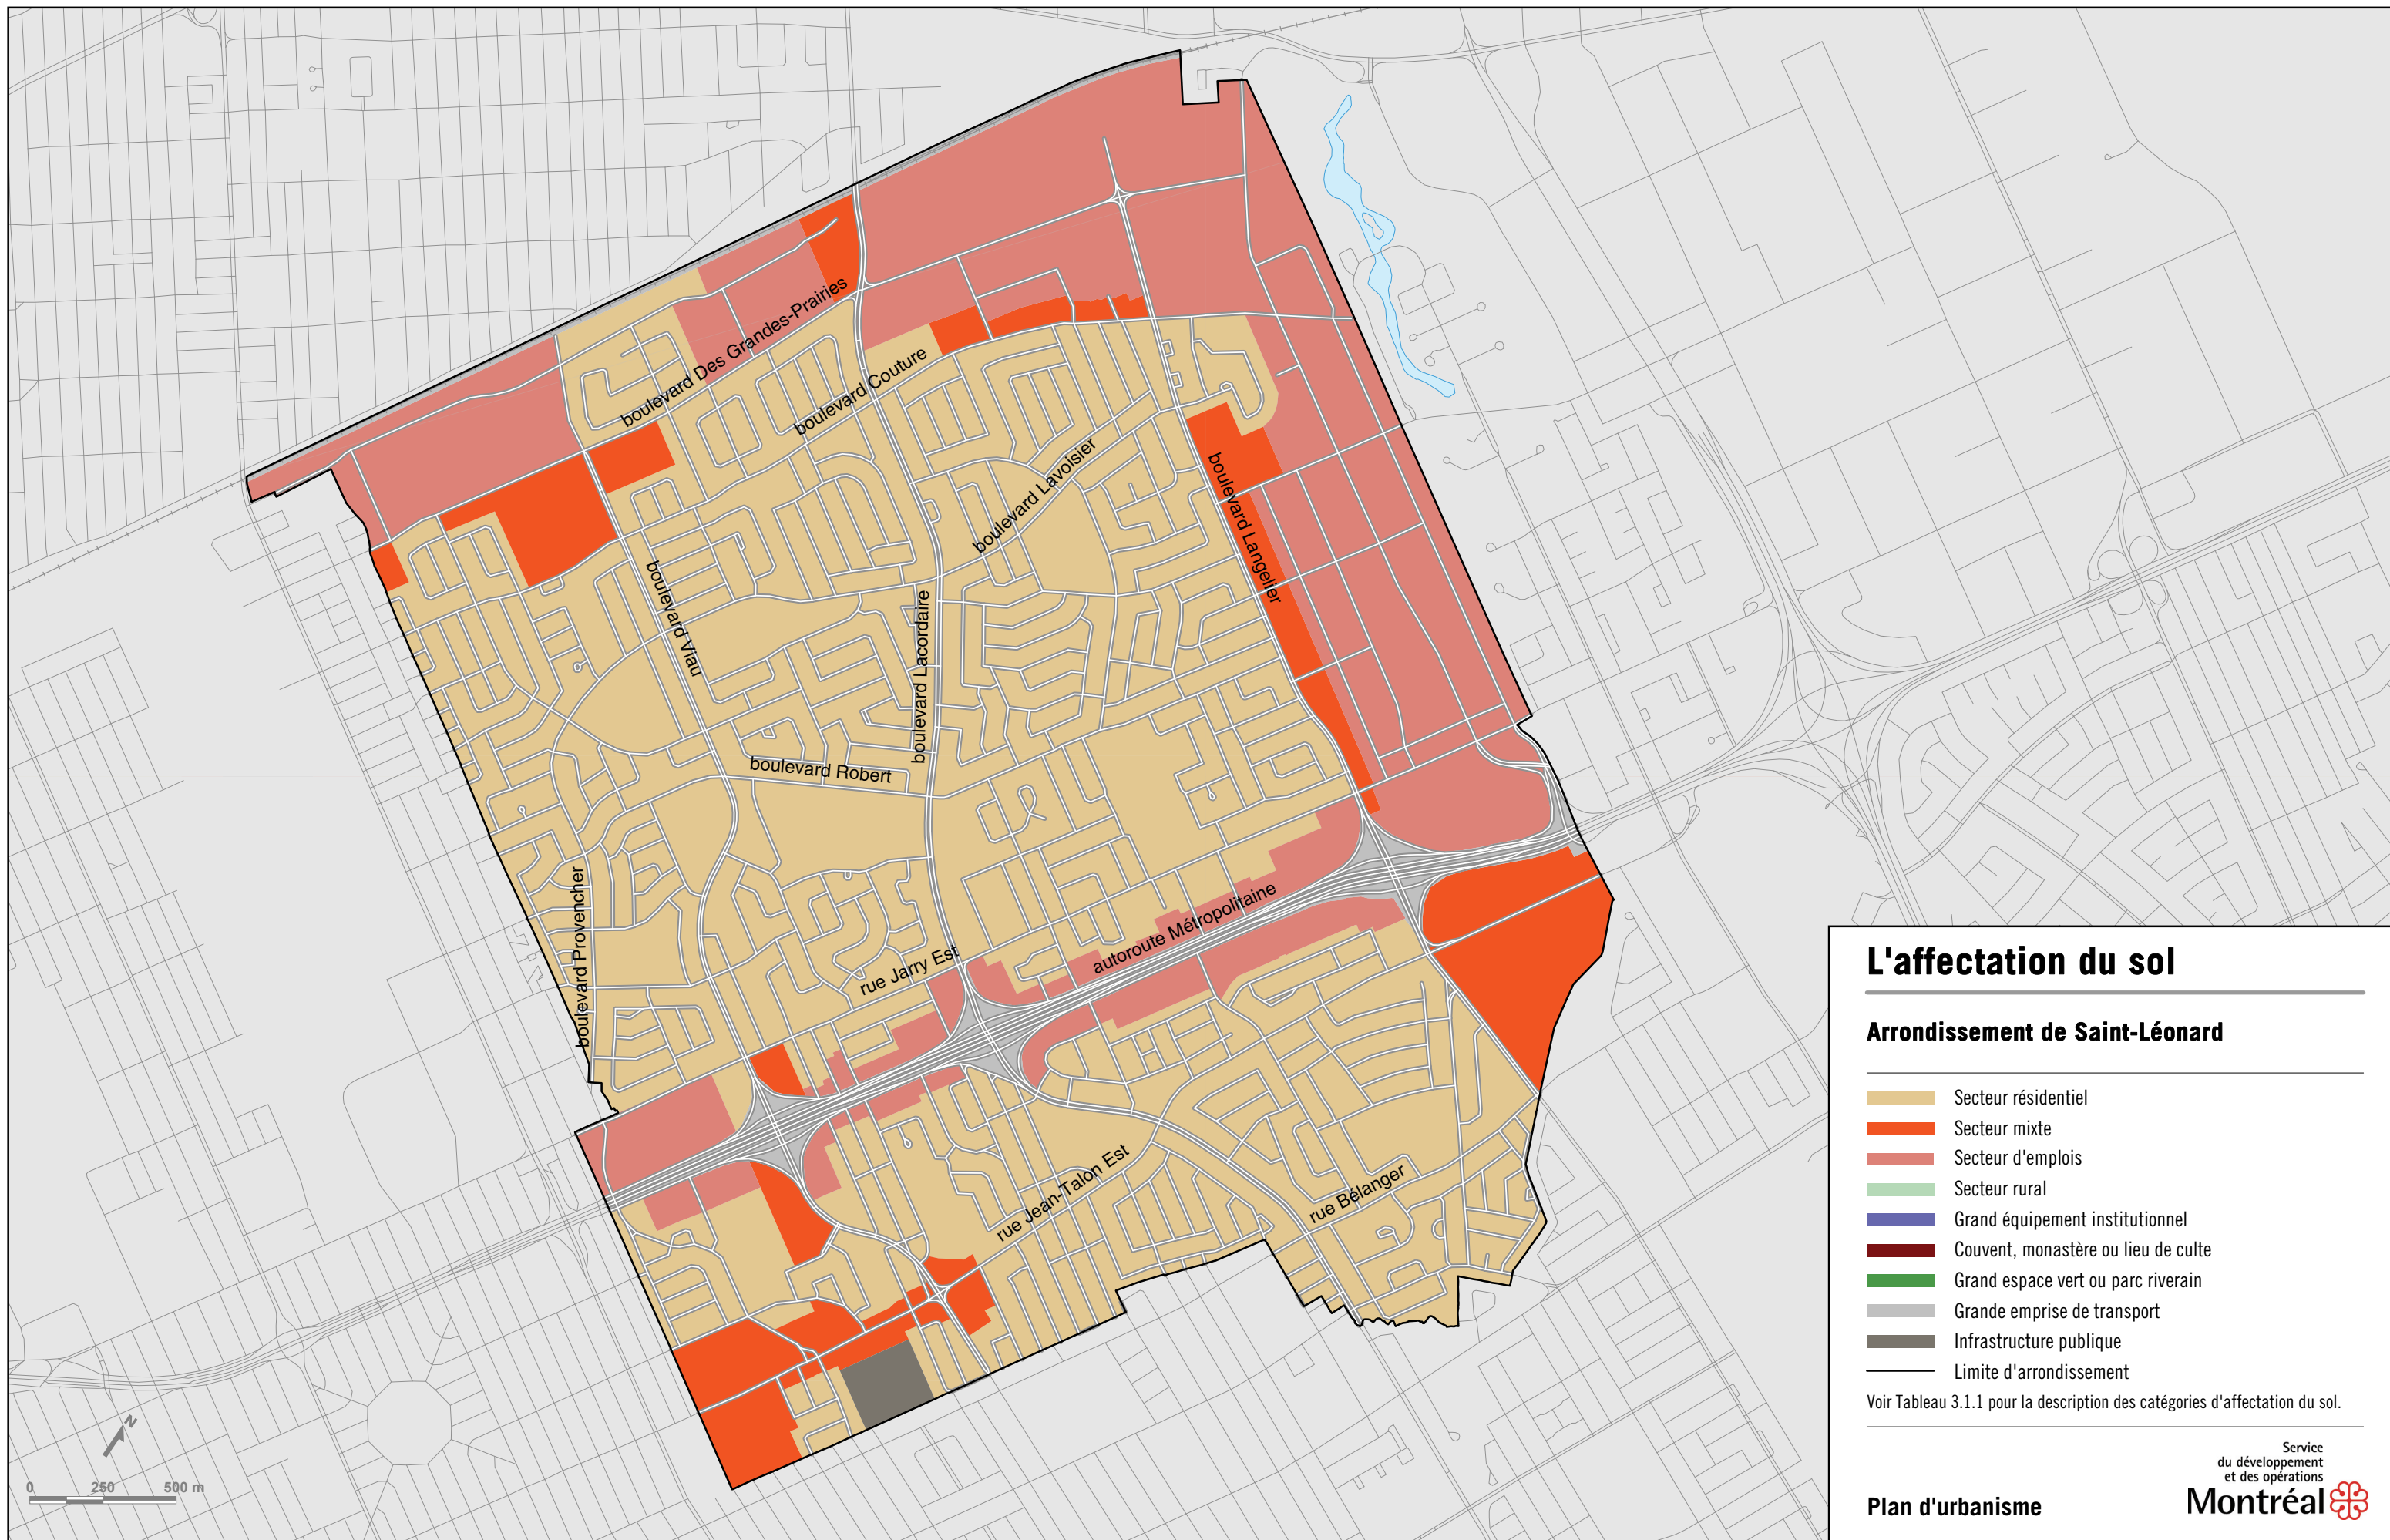 boulevard Des Grandes-Prairies
boulevard Couture
boulevard Lavoisier
boulevard Langelier
boulevard Viau
boulevard Lacordaire
boulevard Robert
boulevard Provencher
rue Jarry Est
autoroute Métropolitaine
rue Jean-Talon Est
rue Bélanger
N
0 250 500 m
L'affectation du sol
Arrondissement de Saint-Léonard
Secteur résidentiel
Secteur mixte
Secteur d'emplois
Secteur rural
Grand équipement institutionnel
Couvent, monastère ou lieu de culte
Grand espace vert ou parc riverain
Grande emprise de transport
Infrastructure publique
Limite d'arrondissement
Voir Tableau 3.1.1 pour la description des catégories d'affectation du sol.
Service
du développement
et des opérations
Montréal
Plan d'urbanisme